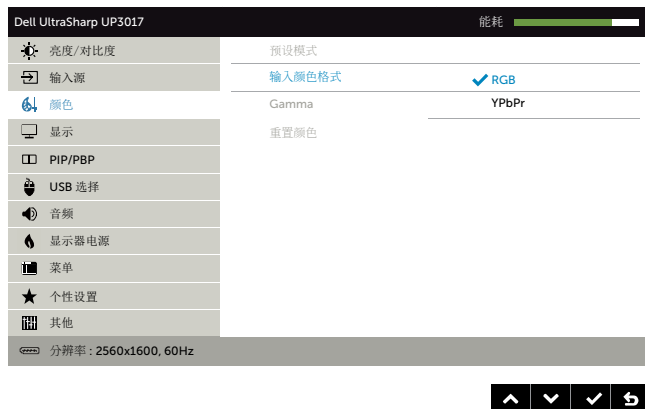 Dell UltraSharp UP3017
能耗
亮度/对比度
预设模式
输入源
输入颜色格式
RGB
颜色
Gamma
YPbPr
显示
重置颜色
PIP/PBP
USB 选择
音频
显示器电源
菜单
个性设置
其他
分辨率 : 2560x1600, 60Hz